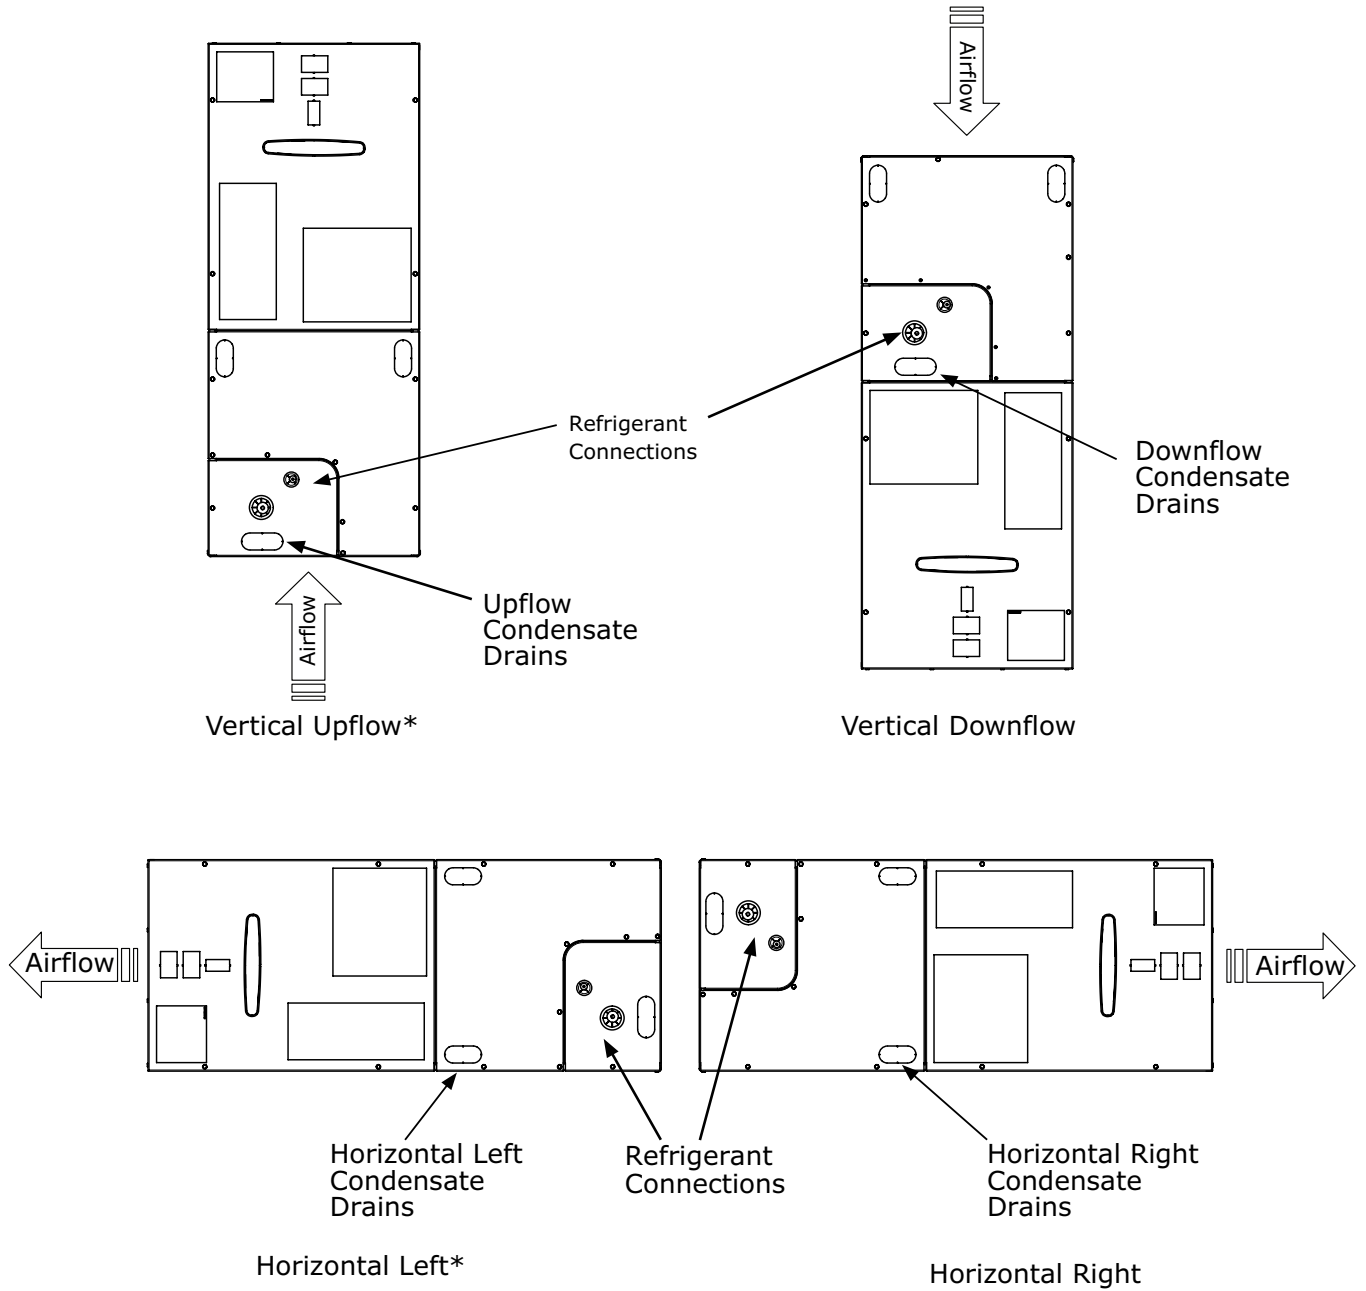 Airflow
Refrigerant
Connections
Downflow
Condensate
Drains
Airflow
Upflow
Condensate
Drains
Vertical Upflow*
Vertical Downflow
Airflow
Airflow
Horizontal Left
Condensate
Drains
Refrigerant
Connections
Horizontal Right
Condensate
Drains
Horizontal Left*
Horizontal Right